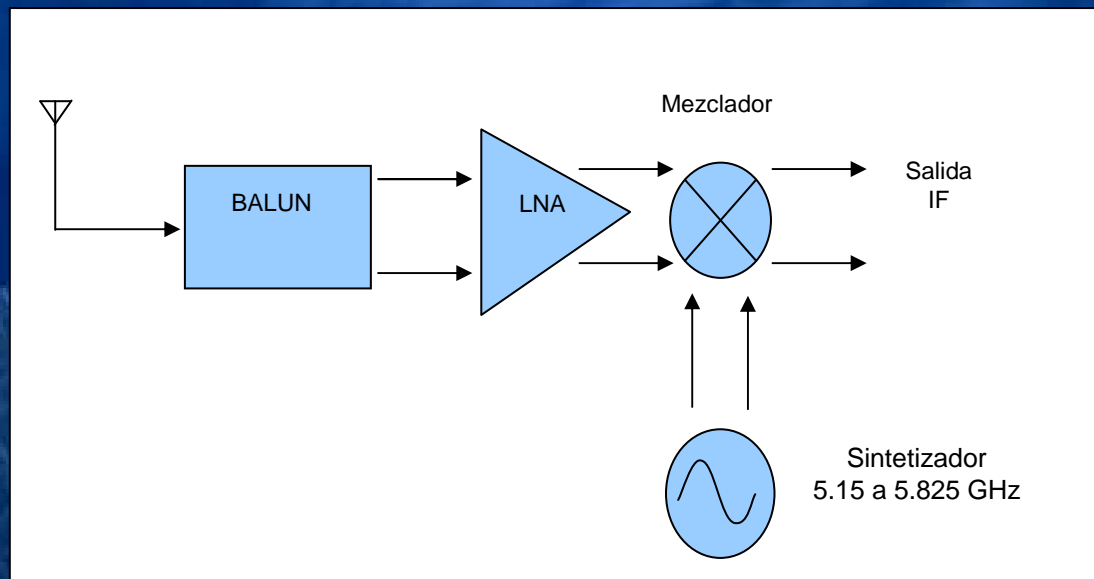 Mezclador
BALUN
LNA
Salida
IF
Sintetizador
5.15 a 5.825 GHz